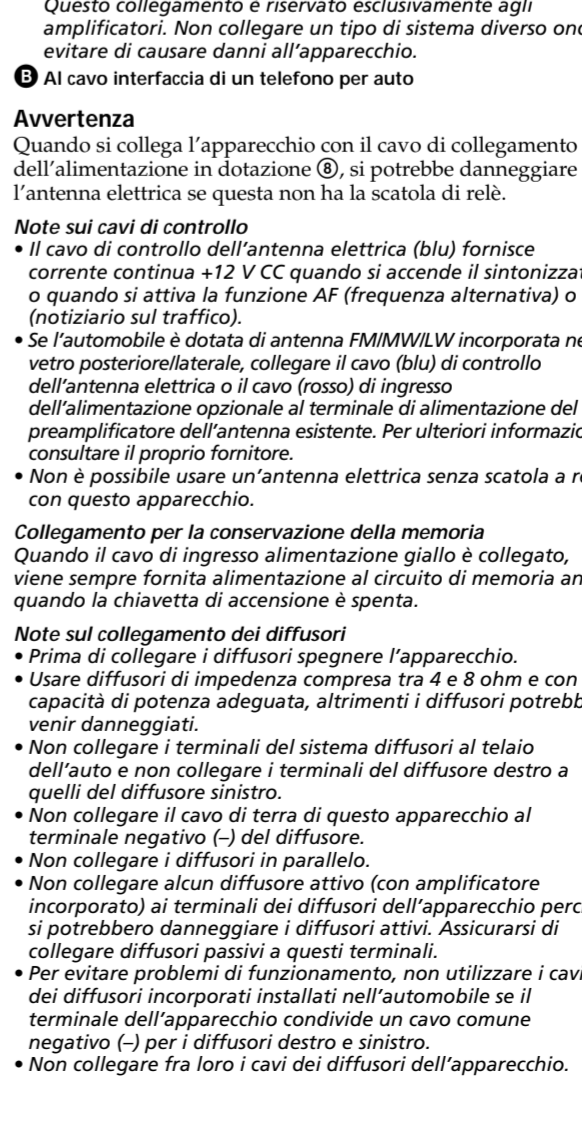 Questo collegamento è riservato esclusivamente agli
amplificatori. Non collegare un tipo di sistema diverso
evitare di causare danni all'apparecchio.
B Al cavo interfaccia di un telefono per auto
Avvertenza
Quando si collega l'apparecchio con il cavo di collegamento
dell'alimentazione in dotazione ⑧, si potrebbe danneggiare
l'antenna elettrica se questa non ha la scatola di relè.
Note sui cavi di controllo
• Il cavo di controllo dell'antenna elettrica (blu) fornisce
corrente continua +12 V CC quando si accende il
o quando si attiva la funzione AF (frequenza alternativa) o
(notiziario sul traffico).
• Se l'automobile è dotata di antenna FM/MW/LW incorporata
vetro posteriore/laterale, collegare il cavo (blu) di controllo
dell'antenna elettrica o il cavo (rosso) di ingresso
dell'alimentazione opzionale al terminale di alimentazione del
preamplificatore dell'antenna esistente. Per ulteriori
consultare il proprio fornitore.
• Non è possibile usare un'antenna elettrica senza scatola a
con questo apparecchio.
Collegamento per la conservazione della memoria
Quando il cavo di ingresso alimentazione giallo è collegato,
viene sempre fornita alimentazione al circuito di memoria
quando la chiavetta di accensione è spenta.
Note sul collegamento dei diffusori
• Prima di collegare i diffusori spegnere l'apparecchio.
• Usare diffusori di impedenza compresa tra 4 e 8 ohm e con
capacità di potenza adeguata, altrimenti i diffusori
venir danneggiati.
• Non collegare i terminali del sistema diffusori al telaio
dell'auto e non collegare i terminali del diffusore destro a
quelli del diffusore sinistro.
• Non collegare il cavo di terra di questo apparecchio al
terminale negativo (–) del diffusore.
• Non collegare i diffusori in parallelo.
• Non collegare alcun diffusore attivo (con amplificatore
incorporato) ai terminali dei diffusori dell'apparecchio
si potrebbero danneggiare i diffusori attivi. Assicurarsi di
collegare diffusori passivi a questi terminali.
• Per evitare problemi di funzionamento, non utilizzare i cavi
dei diffusori incorporati installati nell'automobile se il
terminale dell'apparecchio condivide un cavo comune
negativo (–) per i diffusori destro e sinistro.
• Non collegare fra loro i cavi dei diffusori dell'apparecchio.